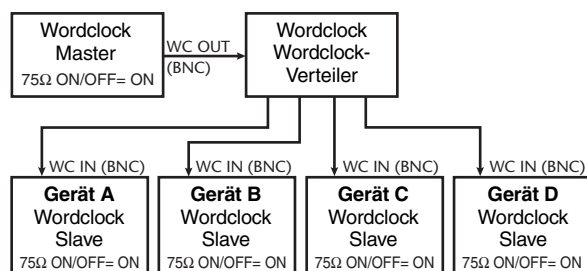 Wordclock
Master
75Ω ON/OFF= ON
WC OUT
(BNC)
Wordclock
Wordclock-
Verteiler
WC IN (BNC)
WC IN (BNC)
WC IN (BNC)
WC IN (BNC)
Gerät A
Wordclock
Slave
75Ω ON/OFF= ON
Gerät B
Wordclock
Slave
75Ω ON/OFF= ON
Gerät C
Wordclock
Slave
75Ω ON/OFF= ON
Gerät D
Wordclock
Slave
75Ω ON/OFF= ON